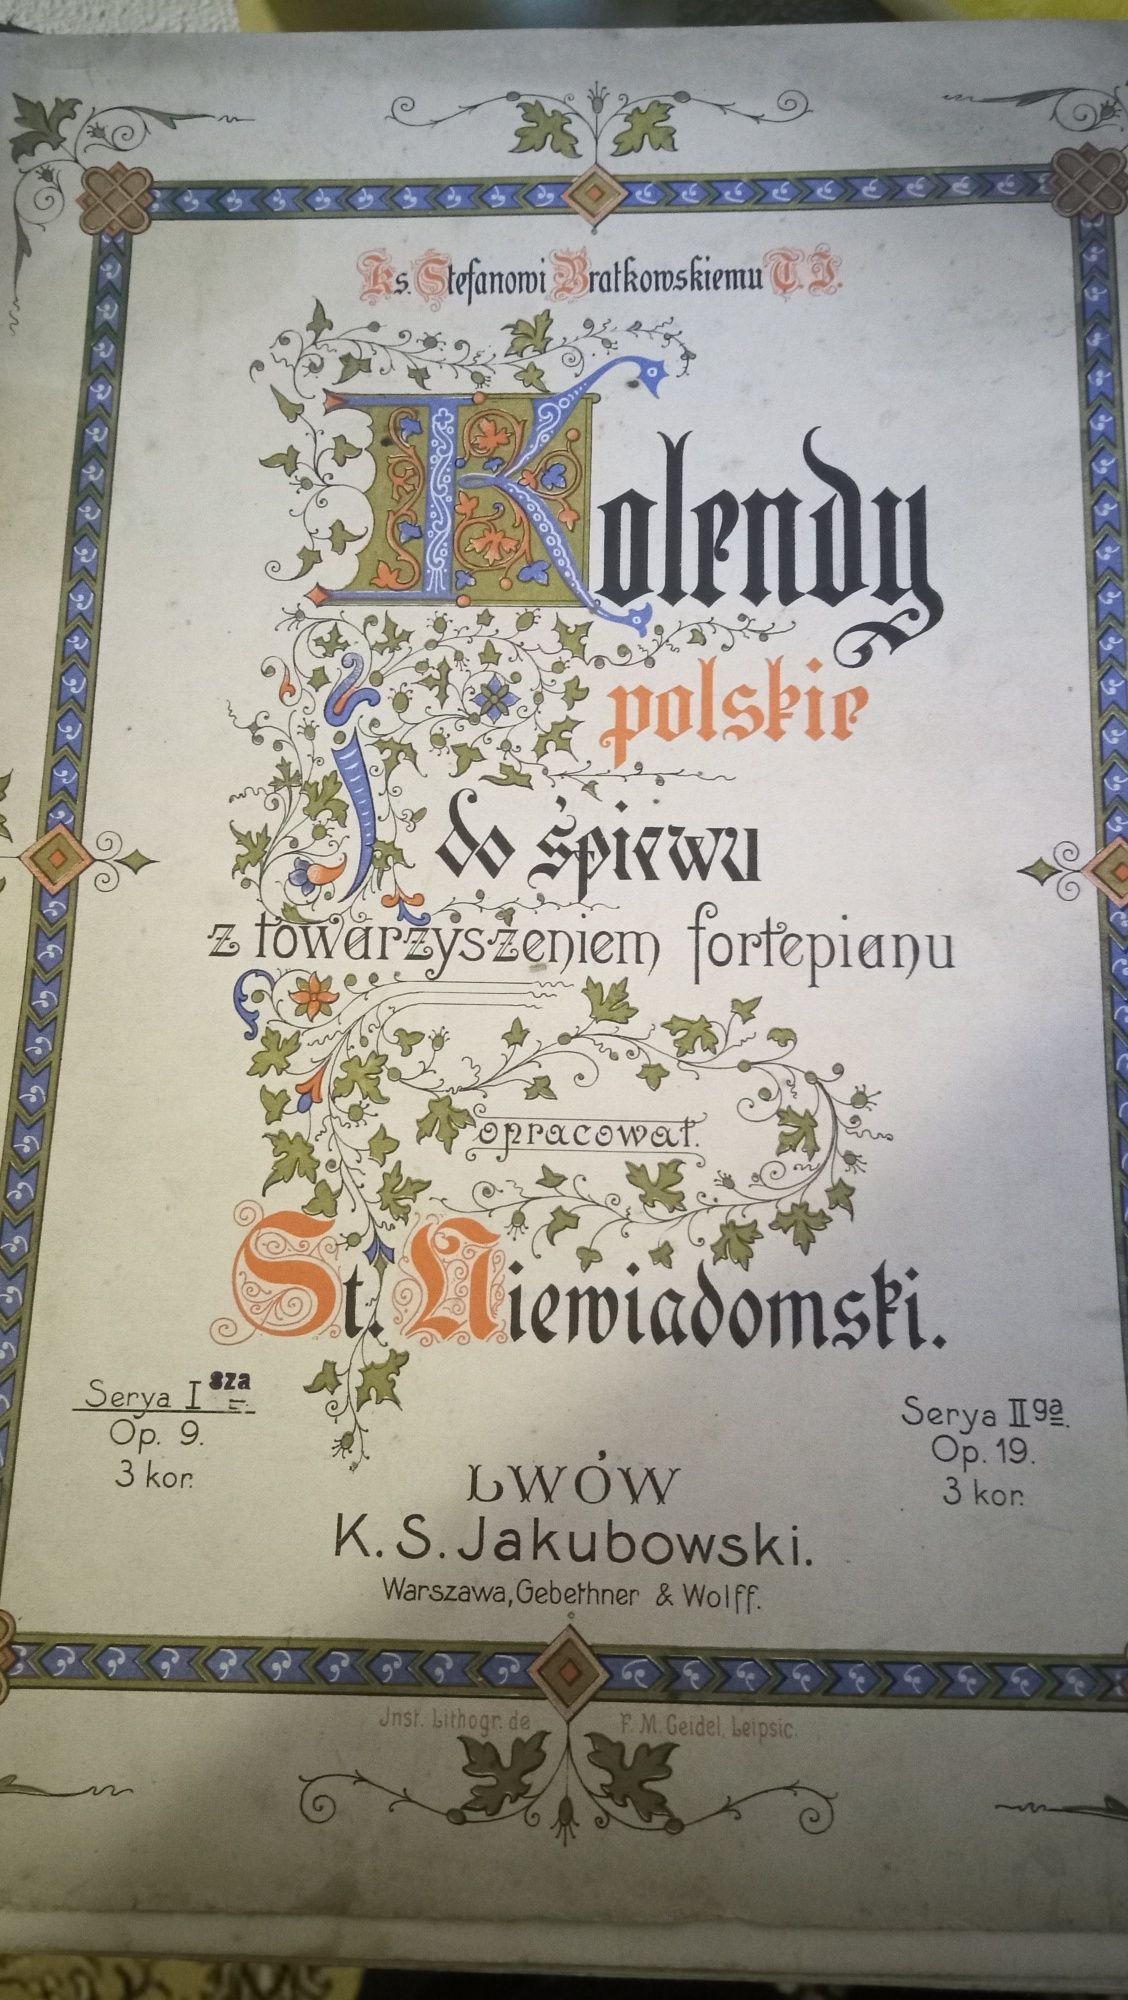 Ks. Stefanowi Bratkowskiemu T. J.
Kolendy
polskie
do śpiewu
z towarzyszeniem fortepianu
opracował.
St. Niewiadomski.
Serya I sza
Op. 9.
3 kor.
Serya II ga.
Op. 19.
3 kor.
LWÓW
K. S. Jakubowski.
Warszawa, Gebethner & Wolff.
Inst. Lithogr. de F. M. Geidel, Leipsic.